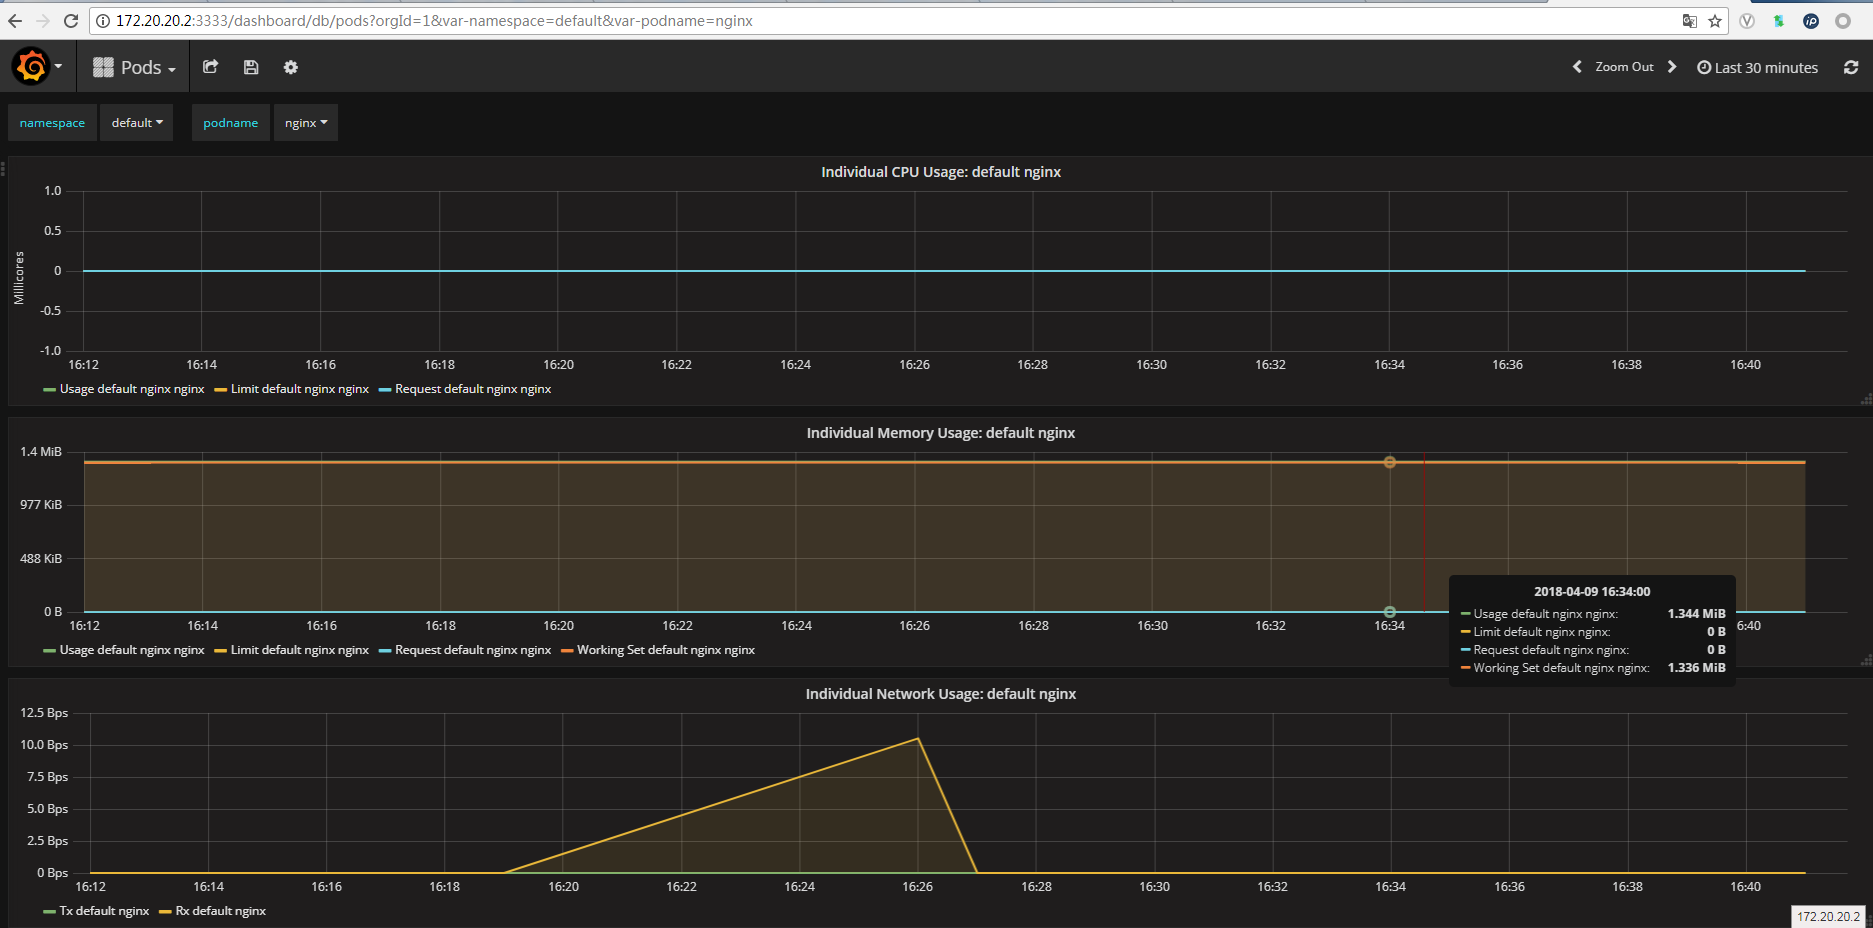 172.20.20.2:3333/dashboard/db/pods?orgId=1&var-namespace=default&var-podname=nginx
Pods
Zoom Out
Last 30 minutes
namespace default podname nginx
Individual CPU Usage: default nginx
Millicores
1.0
0.5
0
-0.5
-1.0
16:12 16:14 16:16 16:18 16:20 16:22 16:24 16:26 16:28 16:30 16:32 16:34 16:36 16:38 16:40
Usage default nginx nginx Limit default nginx nginx Request default nginx nginx
Individual Memory Usage: default nginx
1.4 MiB
977 KiB
488 KiB
0 B
16:12 16:14 16:16 16:18 16:20 16:22 16:24 16:26 16:28 16:30 16:32 16:34 6:40
Usage default nginx nginx Limit default nginx nginx Request default nginx nginx Working Set default nginx nginx
2018-04-09 16:34:00
Usage default nginx nginx: 1.344 MiB
Limit default nginx nginx: 0 B
Request default nginx nginx: 0 B
Working Set default nginx nginx: 1.336 MiB
Individual Network Usage: default nginx
12.5 Bps
10.0 Bps
7.5 Bps
5.0 Bps
2.5 Bps
0 Bps
16:12 16:14 16:16 16:18 16:20 16:22 16:24 16:26 16:28 16:30 16:32 16:34 16:36 16:38 16:40
Tx default nginx Rx default nginx
172.20.20.2